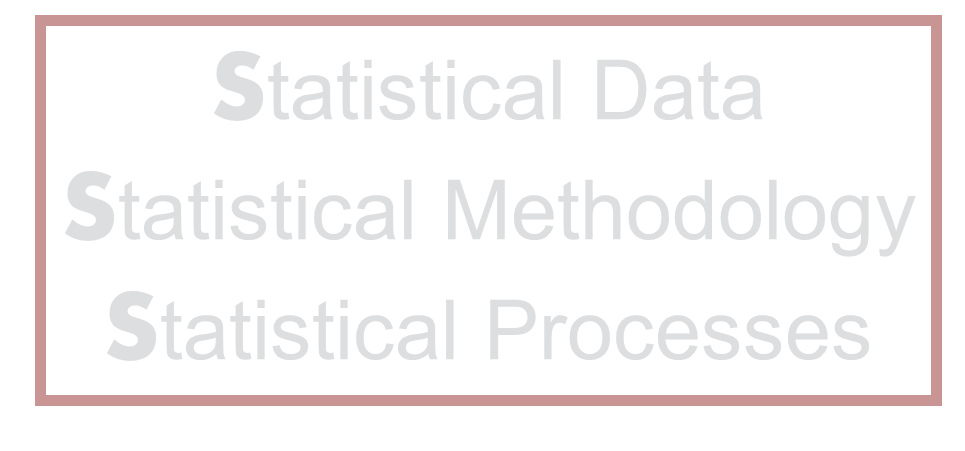 Statistical Data
Statistical Methodology
Statistical Processes